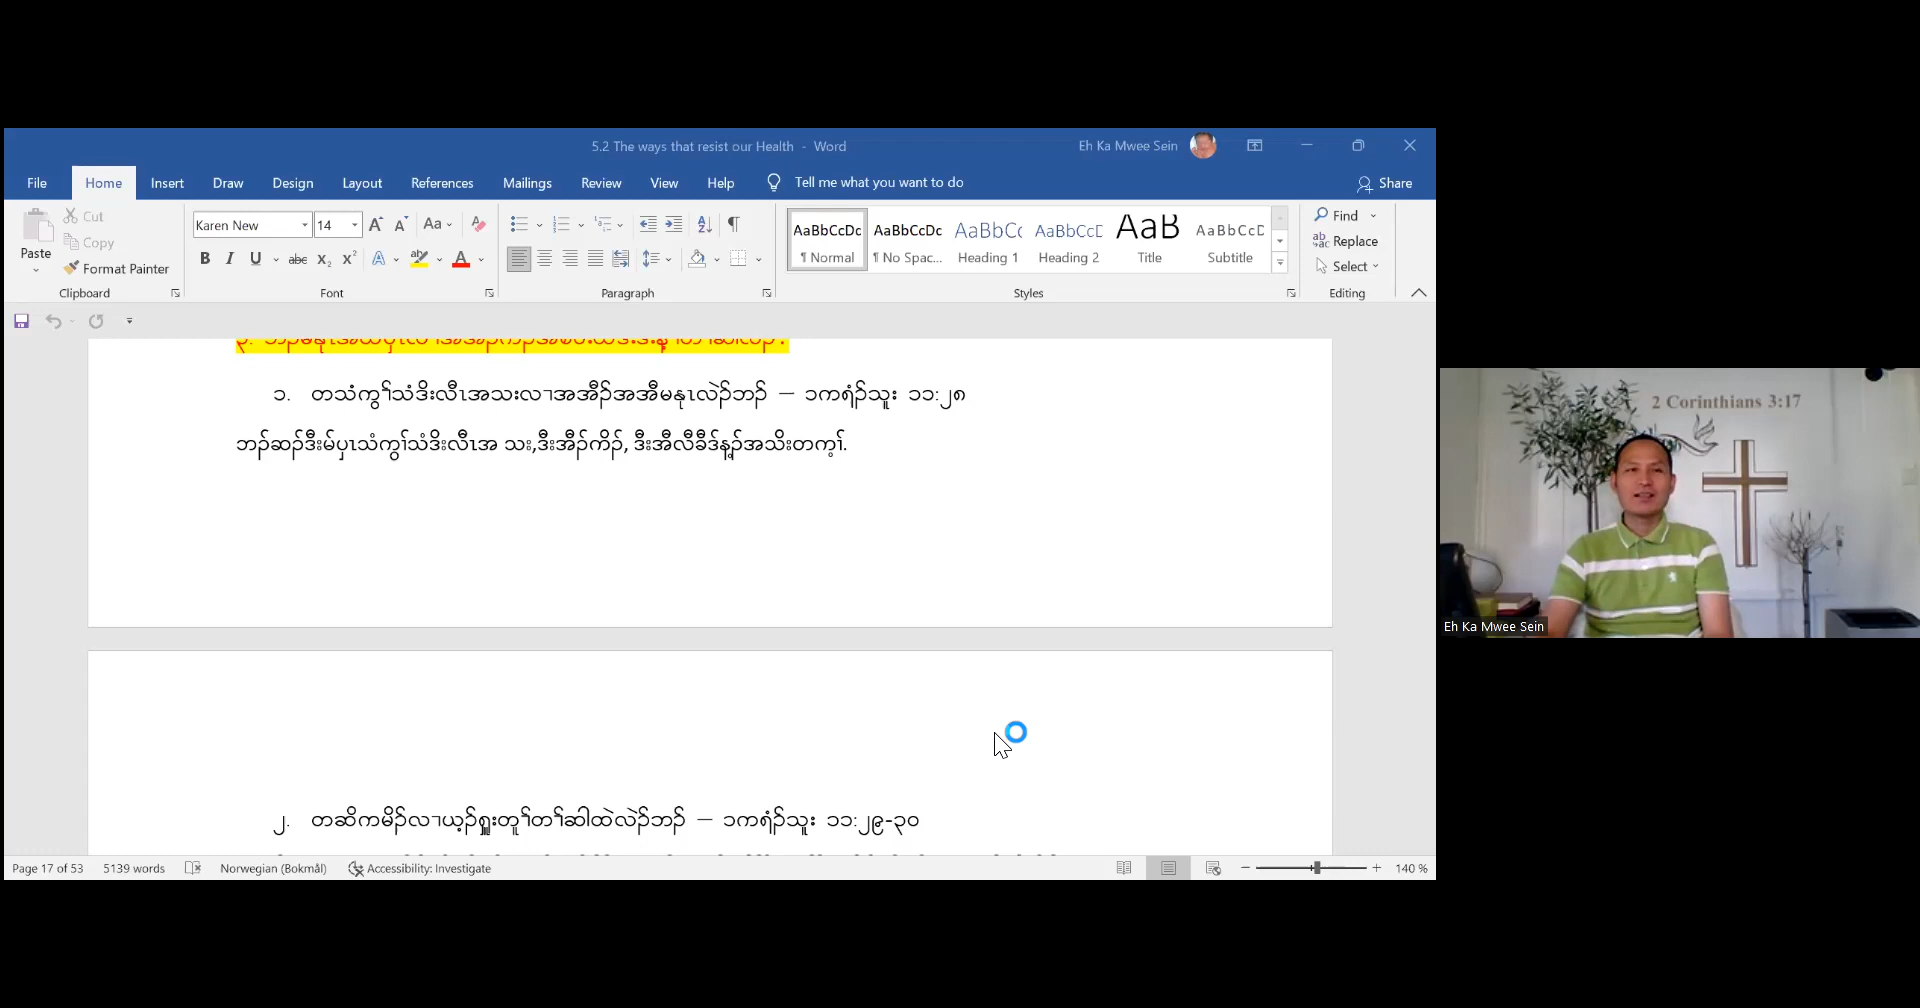 5.2 The ways that resist our Health - Word
Eh Ka Mwee Sein
File Home Insert Draw Design Layout References Mailings Review View Help Tell me what you want to do Share
Cut
Copy
Paste
Format Painter
Clipboard
Karen New 14
Font
Paragraph
AaBbCcDc AaBbCcDc AaBbC( AaBbCcD AaB AaBbCcD
¶ Normal ¶ No Spac... Heading 1 Heading 2 Title Subtitle
Styles
Find
Replace
Select
Editing
၁. တသံကွၢ်သံဒိးလီၤအသးလၢအအီၣ်အအီမနုၤလဲၣ်ဘၣ် — ၁ကရံၣ်သူး ၁၁:၂၈
ဘၣ်ဆၣ်ဒီးမ်ပှၤသံကွၢ်သံဒိးလီၤအ သး,ဒီးအီၣ်ကိၣ်, ဒီးအီလီခီဒ်န့ၣ်အသိးတက့ၢ်.
၂. တဆိကမိၣ်လၢယ့ၣ်ရှူးတူၢ်တၢ်ဆါထဲလဲၣ်ဘၣ် — ၁ကရံၣ်သူး ၁၁:၂၉-၃၀
Page 17 of 53 5139 words Norwegian (Bokmål) Accessibility: Investigate 140 %
2 Corinthians 3:17
Eh Ka Mwee Sein